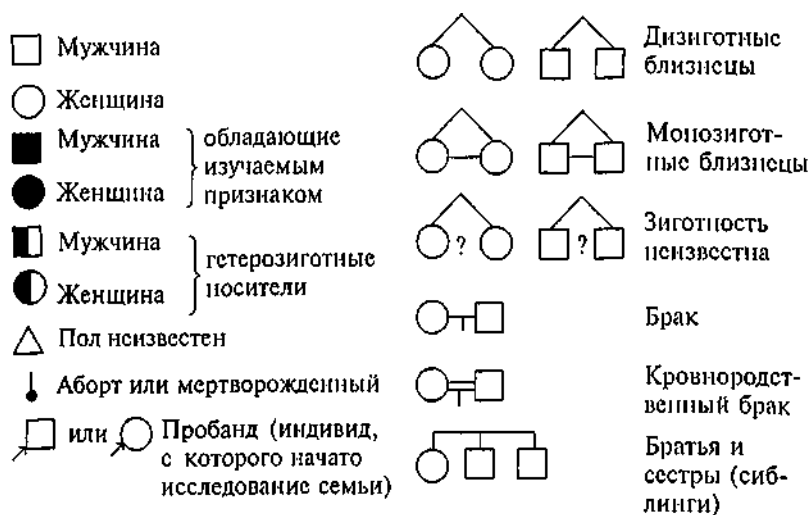 Мужчина
Женщина
Мужчина
Женщина
обладающие
изучаемым
признаком
Мужчина
Женщина
гетерозиготные
носители
Пол неизвестен
Аборт или мертворожденный
или Пробанд (индивид,
с которого начато
исследование семьи)
Дизиготные
близнецы
Монозигот-
ные близнецы
? ?
Зиготность
неизвестна
Брак
Кровнородст-
венный брак
Братья и
сестры (сиб-
линги)